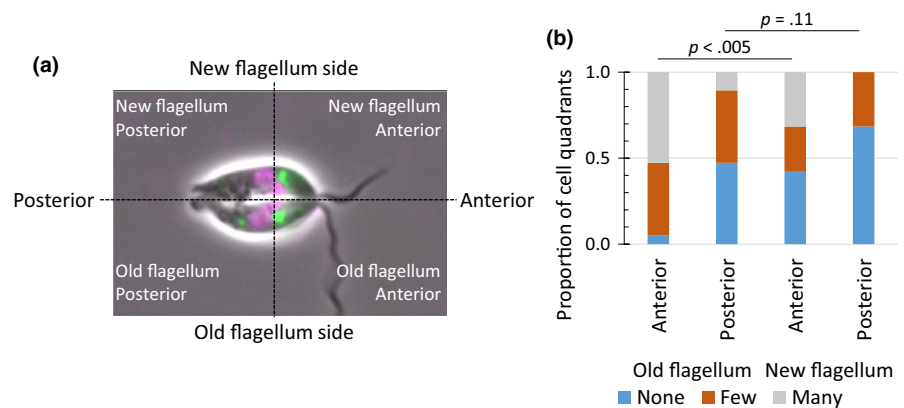 (a)
New flagellum side
New flagellum
Posterior
New flagellum
Anterior
Posterior
Anterior
Old flagellum
Posterior
Old flagellum
Anterior
Old flagellum side
(b)
p = .11
p < .005
Proportion of cell quadrants
1.0
0.5
0.0
Anterior
Posterior
Anterior
Posterior
Old flagellum
New flagellum
None
Few
Many